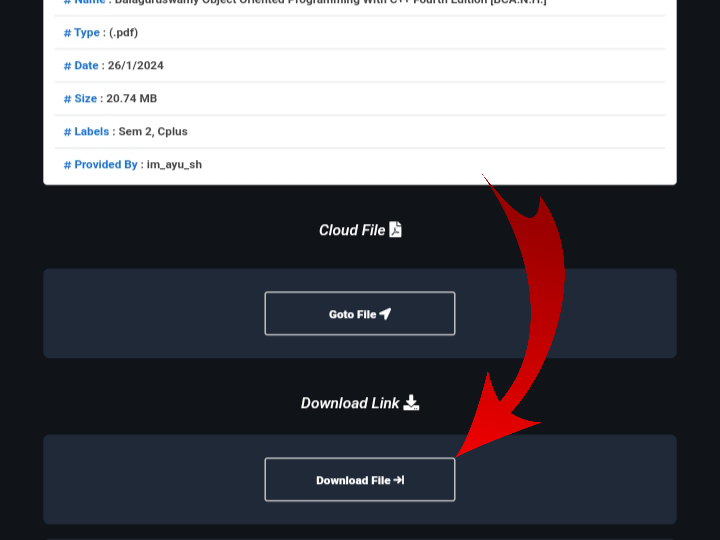 # Name : Balaguruswamy Object Oriented Programming With C++ Fourth Edition [BCA.N.H.]
# Type : (.pdf)
# Date : 26/1/2024
# Size : 20.74 MB
# Labels : Sem 2, Cplus
# Provided By : im_ayu_sh
Cloud File
Goto File
Download Link
Download File